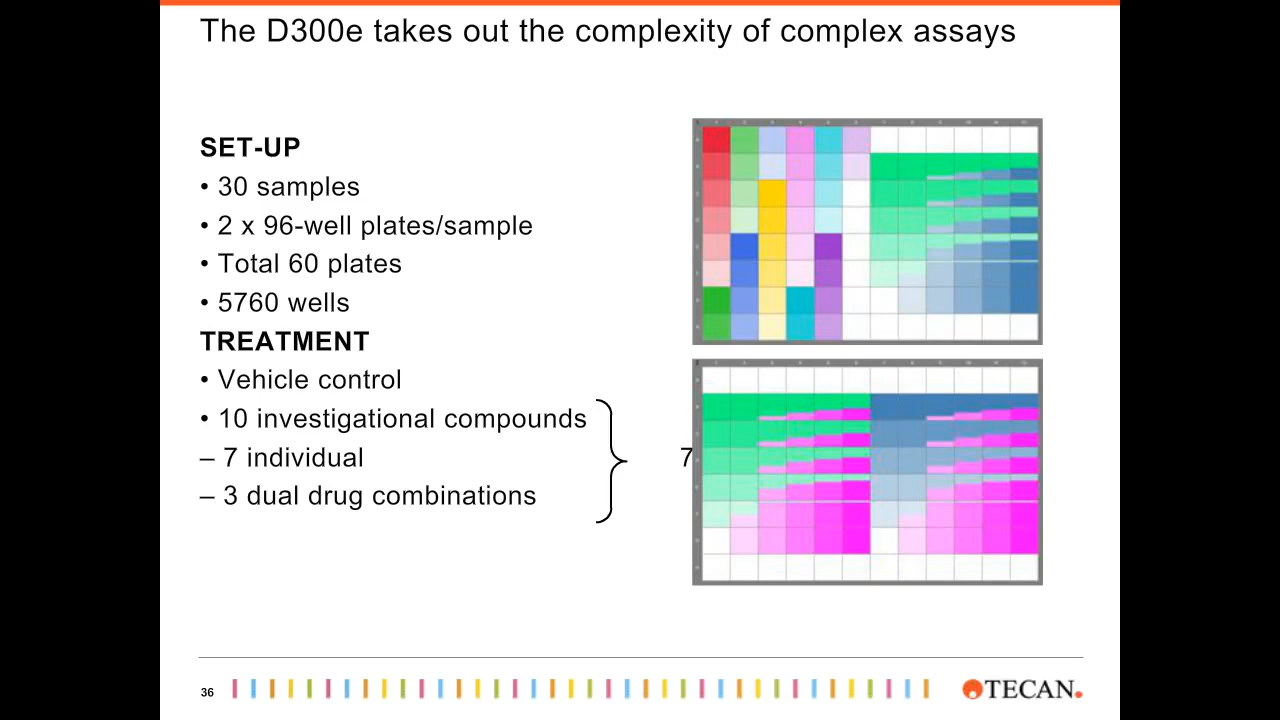 The D300e takes out the complexity of complex assays
SET-UP
• 30 samples
• 2 x 96-well plates/sample
• Total 60 plates
• 5760 wells
TREATMENT
• Vehicle control
• 10 investigational compounds
– 7 individual
7
– 3 dual drug combinations
36
TECAN.